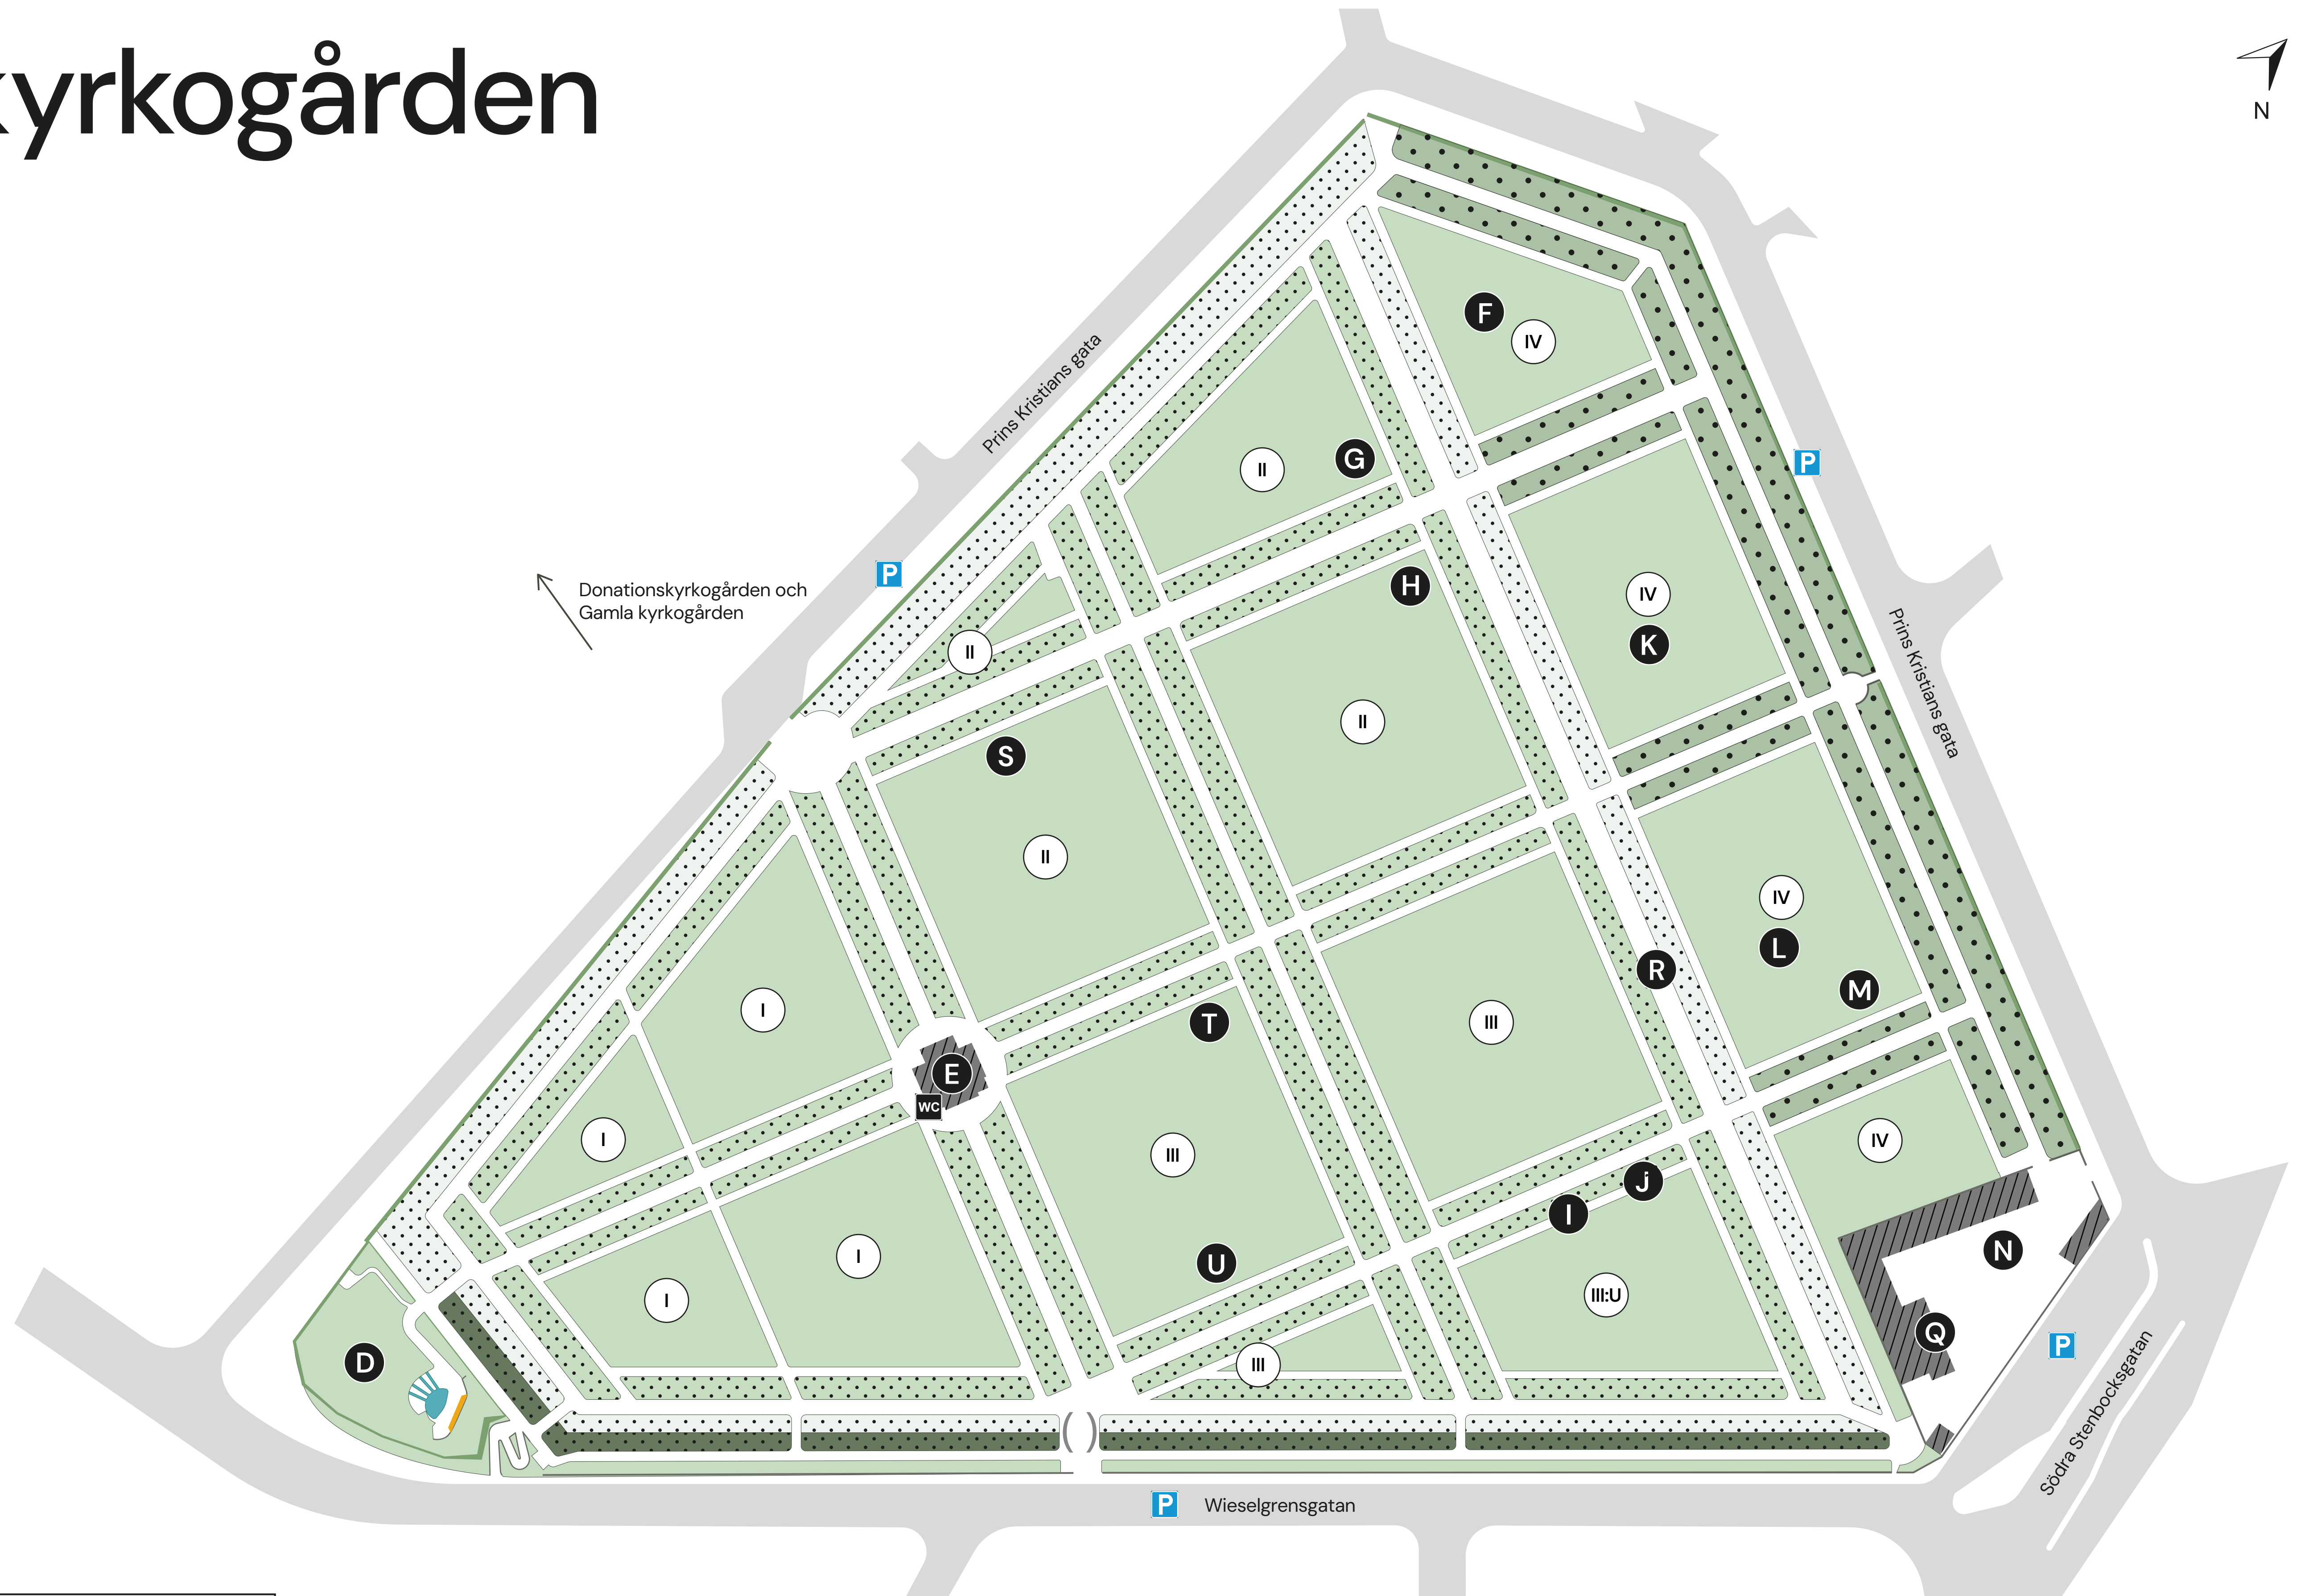 kyrkogården
N
Prins Kristians gata
F
IV
II
G
P
P
Donationskyrkogården och
Gamla kyrkogården
H
IV
K
II
Prins Kristians gata
II
S
II
IV
L
R
M
I
III
T
E
WC
I
III
IV
J
I
N
I
U
I
III:U
Q
P
D
III
Södra Stenbocksgatan
P
Wieselgrensgatan